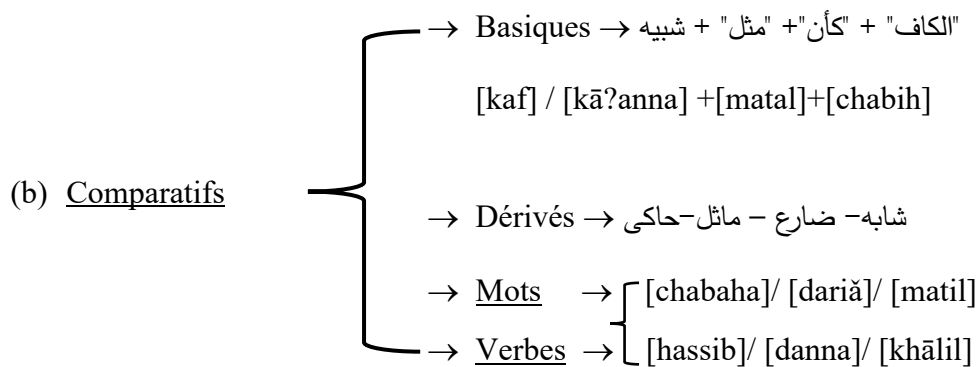 → Basiques → "الكاف" + "كأن"+ "مثل" + شبيه
[kaf] / [kā?anna] +[matal]+[chabih]
(b) Comparatifs
→ Dérivés → شابه– ضارع – ماثل–حاكى
→ Mots → [chabaha]/ [dariǎ]/ [matil]
→ Verbes → [hassib]/ [danna]/ [khālil]